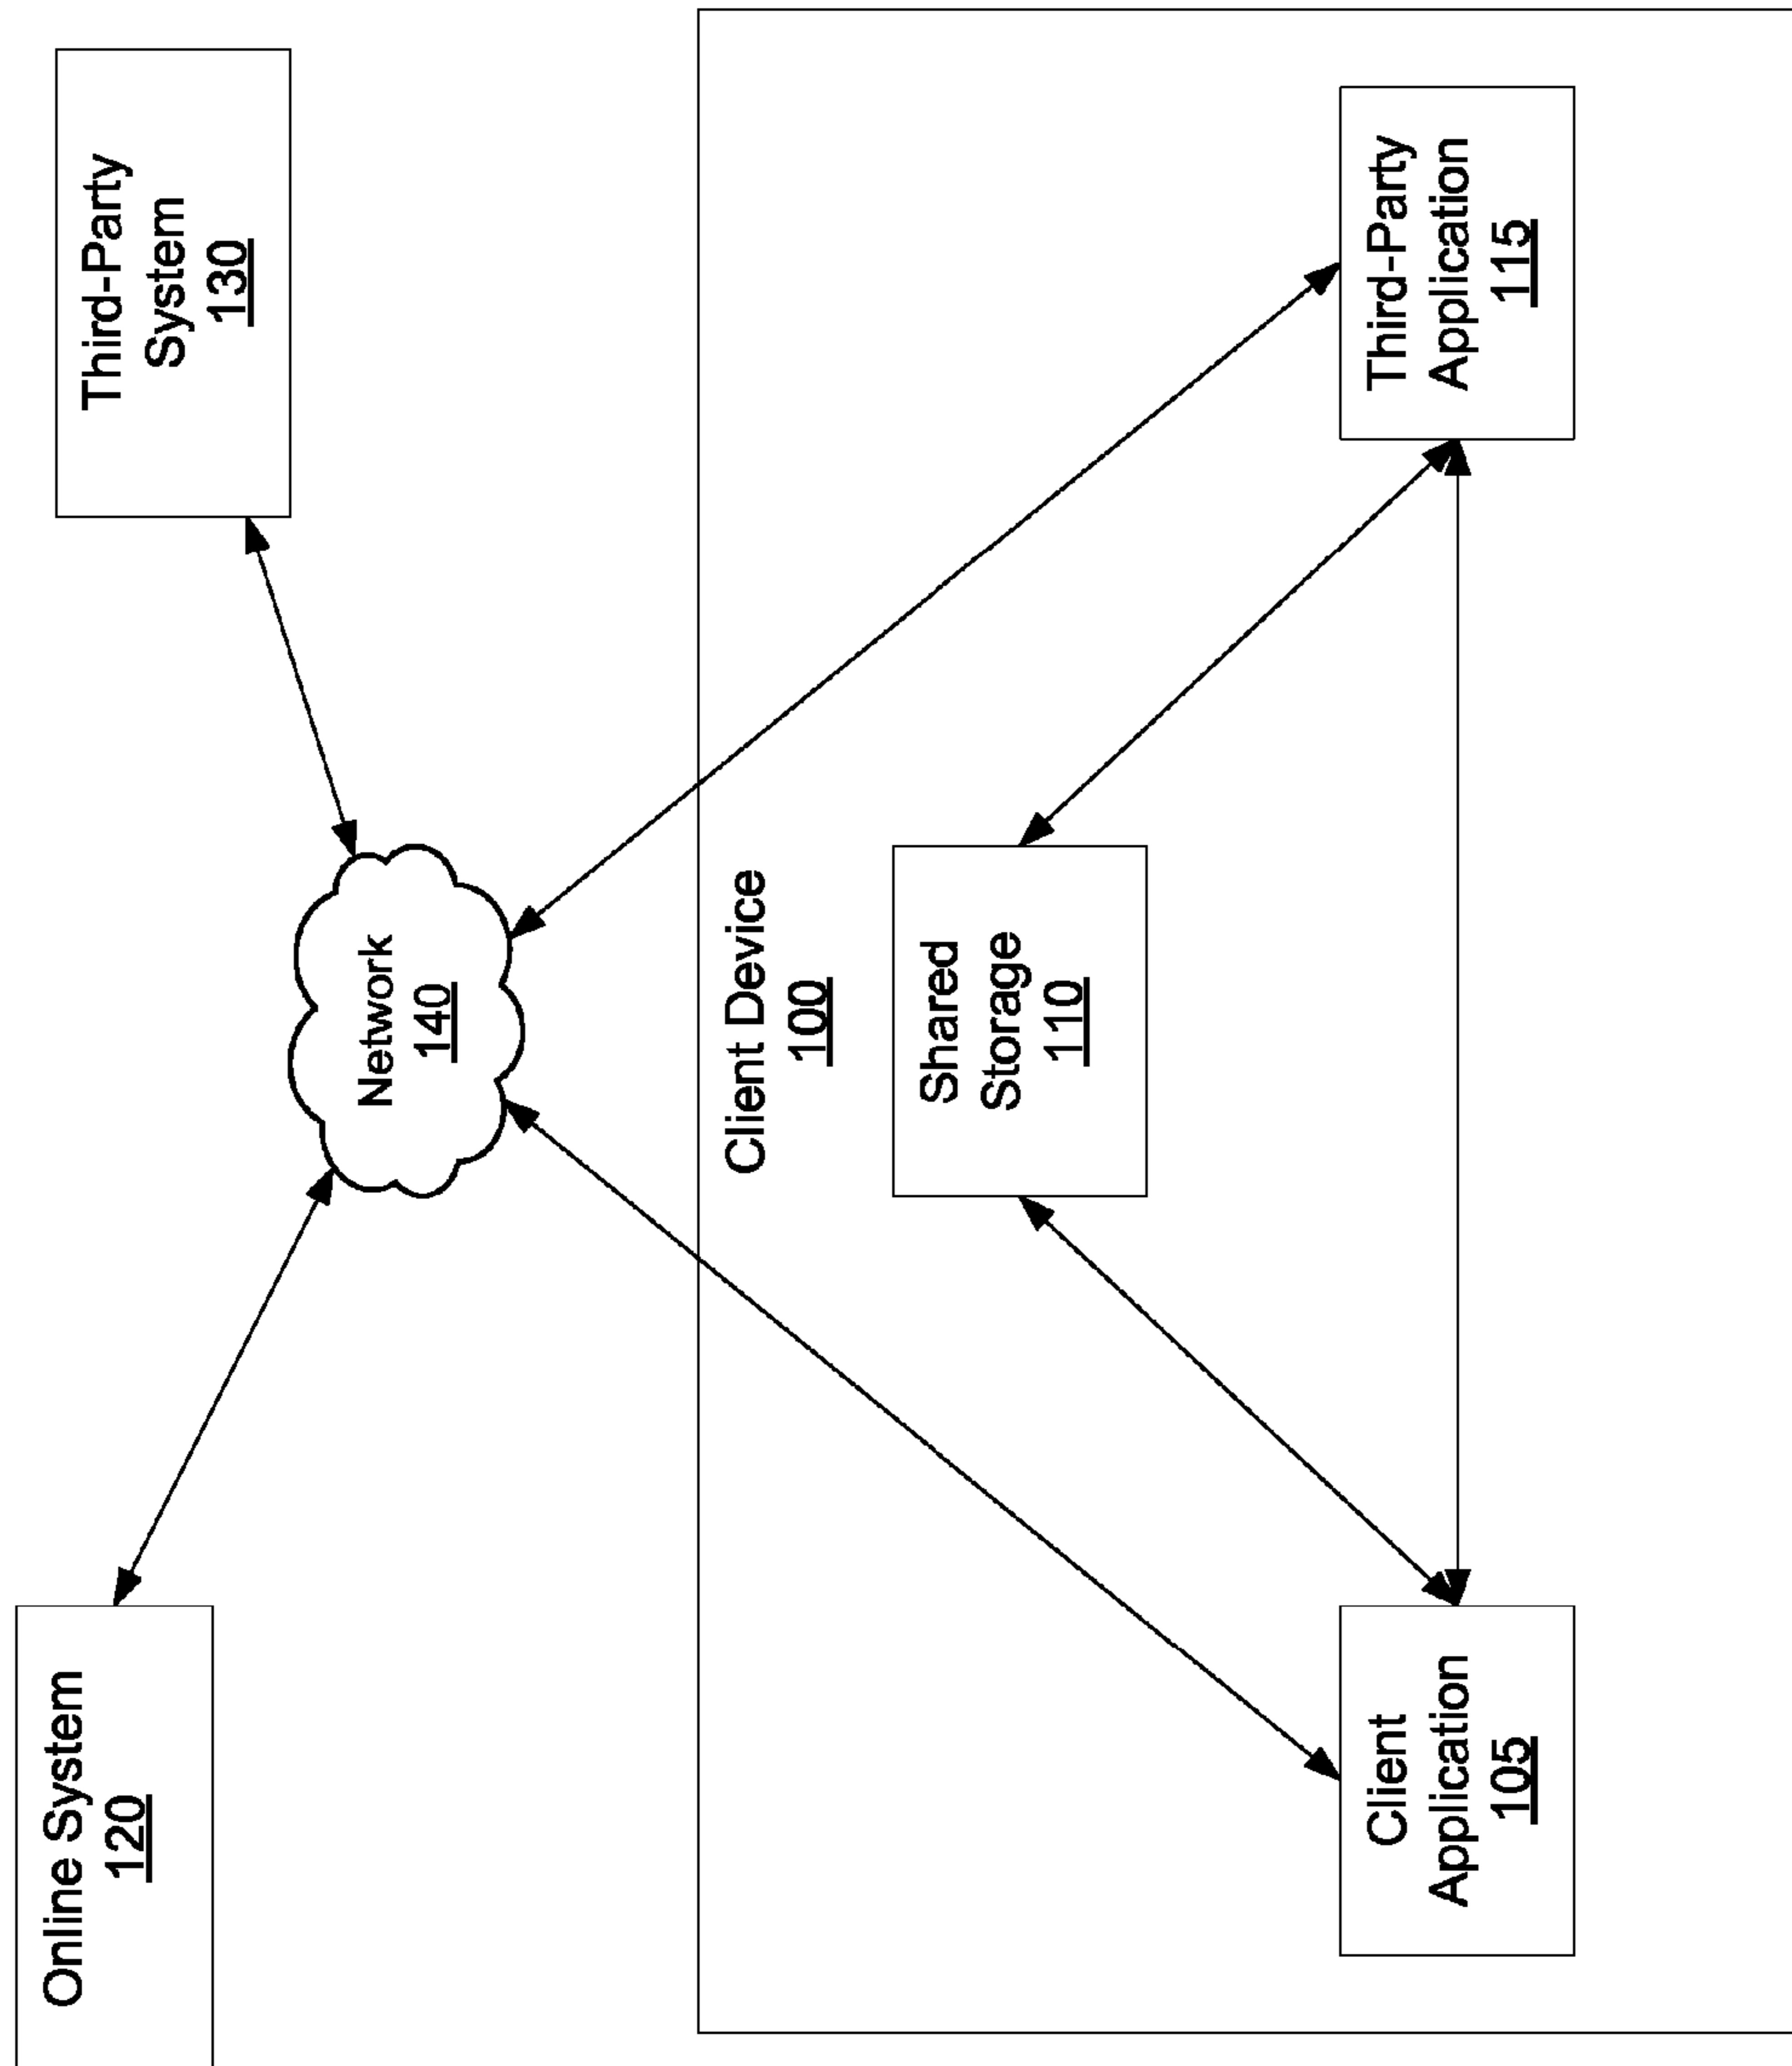 Online System
120
Third-Party
System
130
Network
140
Client Device
100
Shared
Storage
110
Client
Application
105
Third-Party
Application
115